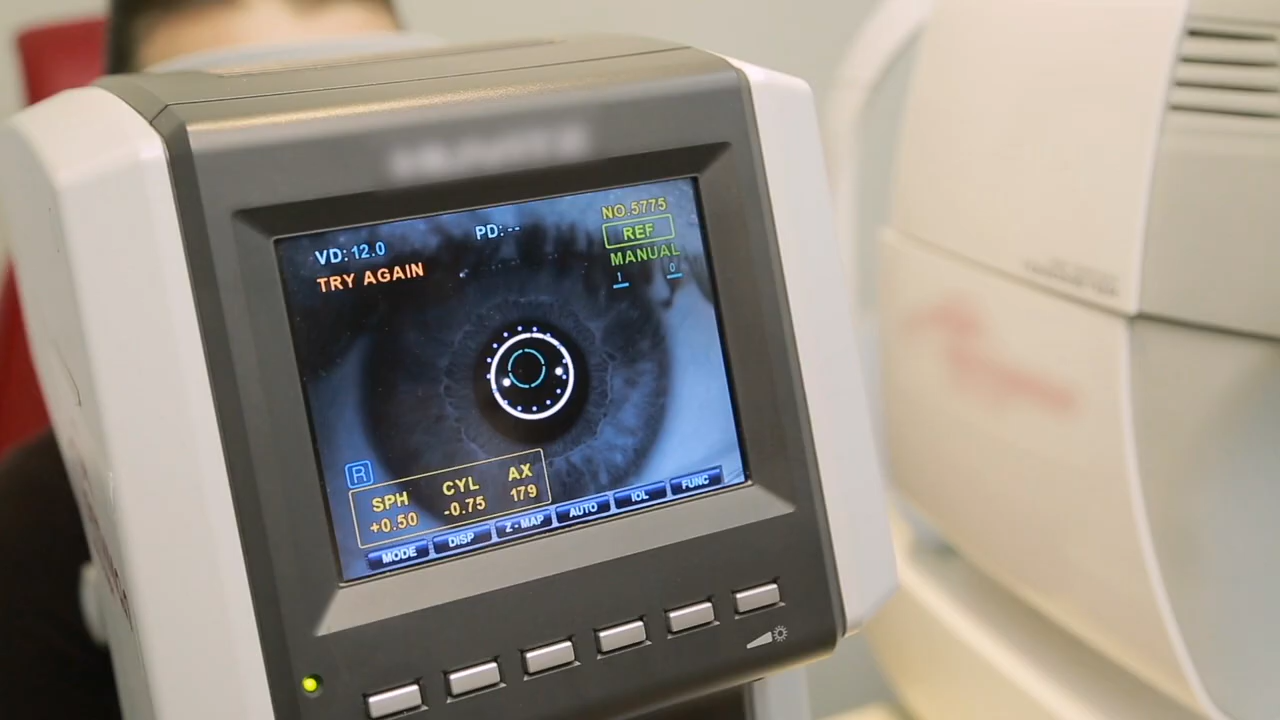 VD:12.0
PD:--
NO.5775
REF
TRY AGAIN
MANUAL
1 0
R
SPH CYL AX
+0.50 -0.75 179
MODE DISP Z-MAP AUTO IOL FUNC